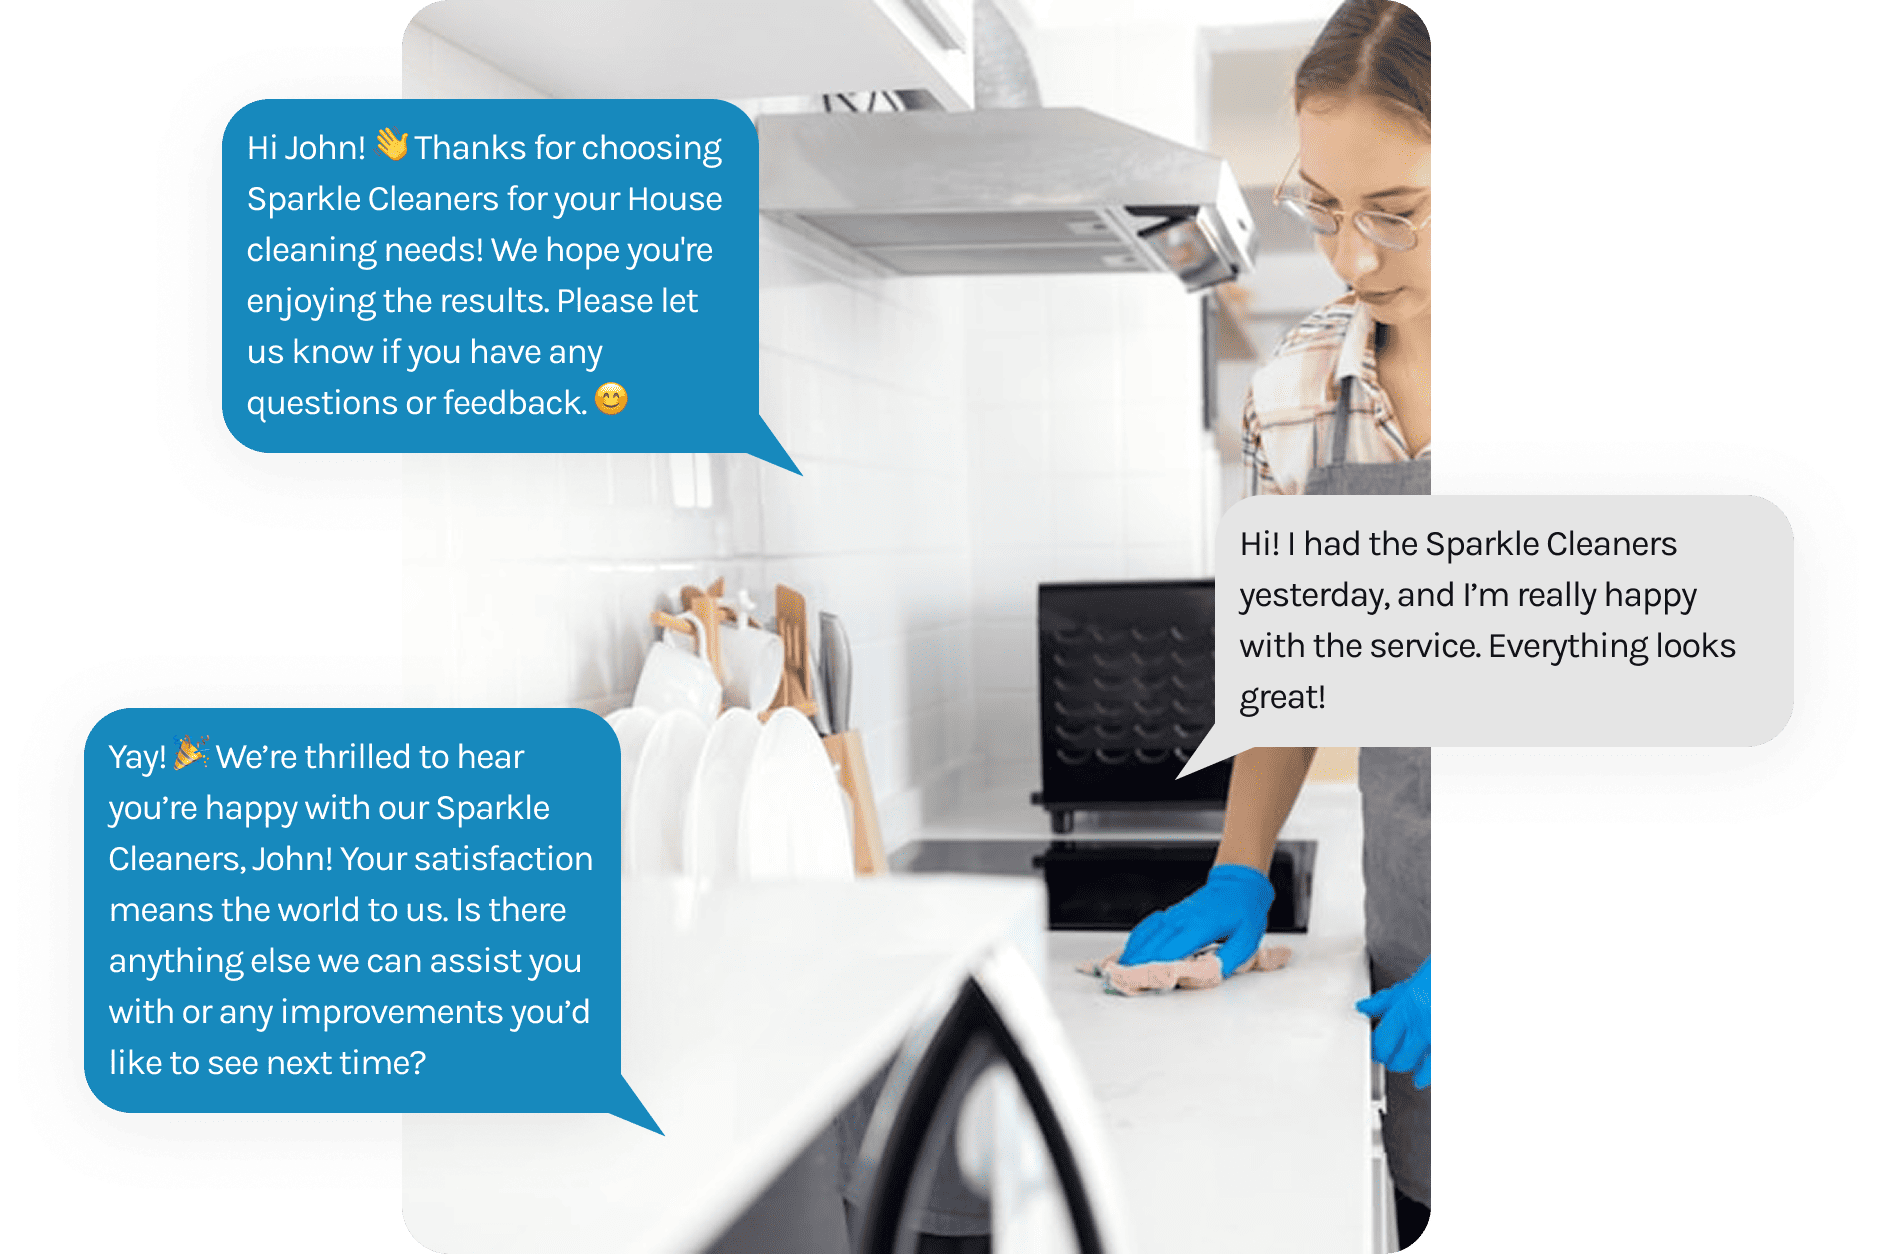 Hi John! 👋 Thanks for choosing
Sparkle Cleaners for your House
cleaning needs! We hope you're
enjoying the results. Please let
us know if you have any
questions or feedback. 😊
Hi! I had the Sparkle Cleaners
yesterday, and I’m really happy
with the service. Everything looks
great!
Yay! 🎉 We’re thrilled to hear
you’re happy with our Sparkle
Cleaners, John! Your satisfaction
means the world to us. Is there
anything else we can assist you
with or any improvements you’d
like to see next time?